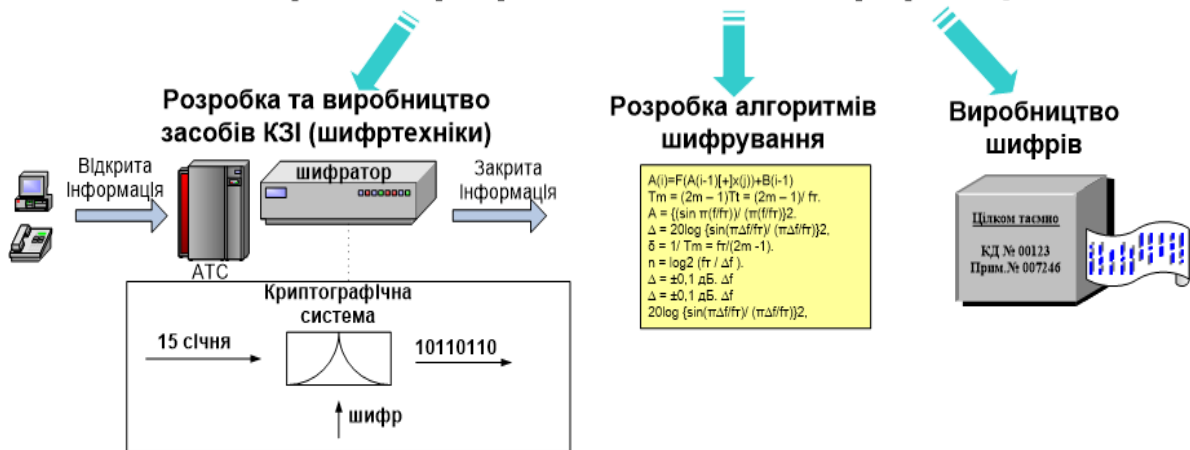 Розробка та виробництво
засобів КЗІ (шифртехніки)
Відкрита
Інформація
АТС
шифратор
Закрита
Інформація
Криптографічна
система
15 січня
10110110
шифр
Розробка алгоритмів
шифрування
A(i)=F(A(i-1)[+]x(j))+B(i-1)
Tm = (2m – 1)Tt = (2m – 1)/ fт.
A = {(sin π(f/fт))/ (π(f/fт)}2.
Δ = 20log {sin(πΔf/fт)/ (πΔf/fт)}2,
δ = 1/ Tm = fт/(2m -1).
n = log2 (fт / Δf ).
Δ = ±0,1 дБ. Δf
Δ = ±0,1 дБ. Δf
20log {sin(πΔf/fт)/ (πΔf/fт)}2,
Виробництво
шифрів
Цілком таємно
КД № 00123
Прим.№ 007246